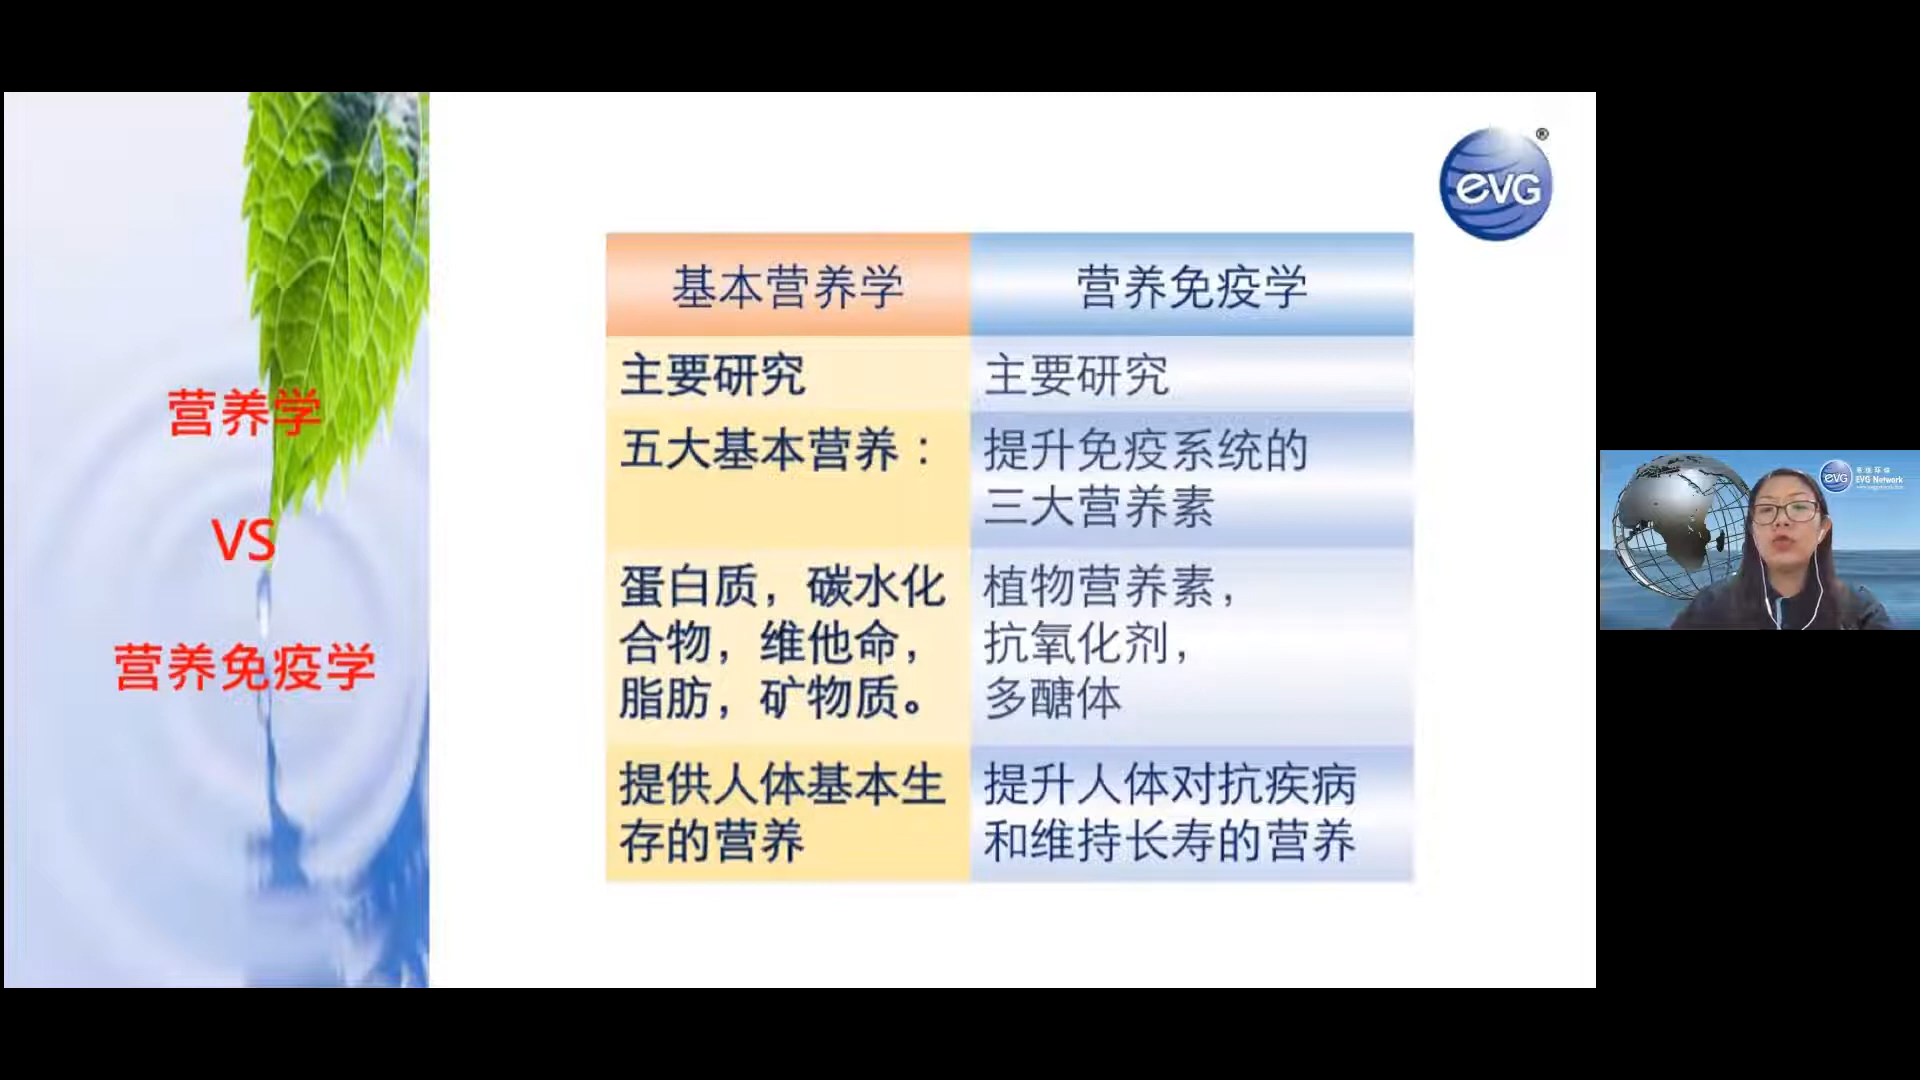 营养学
VS
营养免疫学
evG
®
基本营养学
营养免疫学
主要研究
主要研究
五大基本营养：
提升免疫系统的
三大营养素
蛋白质，碳水化
合物，维他命，
脂肪，矿物质。
植物营养素，
抗氧化剂，
多醣体
提供人体基本生
存的营养
提升人体对抗疾病
和维持长寿的营养
evG
EVG Network